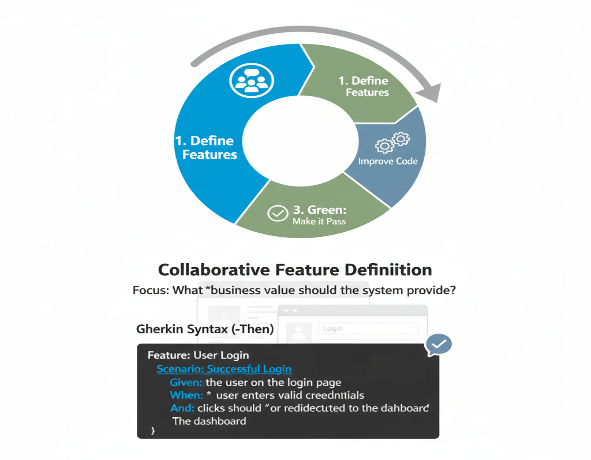 1. Define
Features
1. Define
Features
Improve Code
3. Green:
Make it Pass
Collaborative Feature Definiition
Focus: What "business value should the system provide?
Login
Gherkin Syntax (-Then)
Feature: User Login
Scenario: Successful Login
Given: the user on the login page
When: * user enters valid credntials
And: clicks should "or redidectuted to the dahboard'
The dashboard
}